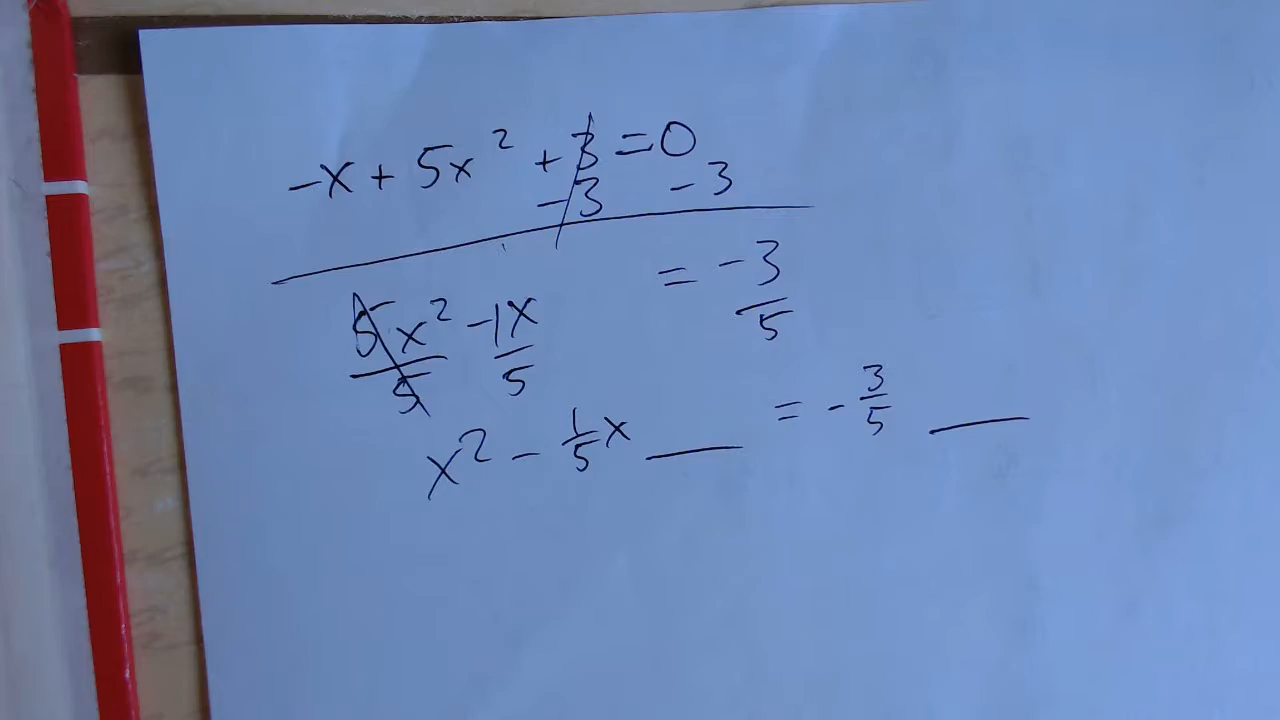 -x + 5x² + 3 = 0
-3 -3
5x² - 1x = -3
5 5 5
x² - 1/5 x ___ = - 3/5 ___